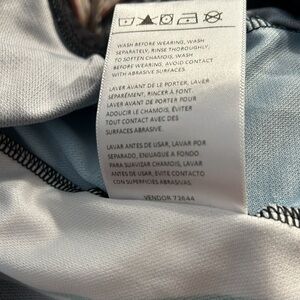 WASH BEFORE WEARING, WASH
SEPARATELY, RINSE THOROUGHLY,
TO SOFTEN CHAMOIS, WASH
BEFORE WEARING, AVOID CONTACT
WITH ABRASIVE SURFACES
LAVER AVANT DE LE PORTER, LAVER
SÉPARÉMENT, RINCER À FONT.
LAVER AVANT DE PORTER POUR
ADOUCIR LE CHAMOIS, ÉVITER
TOUT CONTACT AVEC DES
SURFACES ABRASIVE.
LAVAR ANTES DE USAR, LAVAR POR
SEPARADO, ENJUAGUE A FONDO
PARA SUAVIZAR CHAMOIS, LAVAR
ANTES DE USAR, EVITE CONTACTO
CON SUPERFICIES ABRASIVAS.
VENDOR 72644